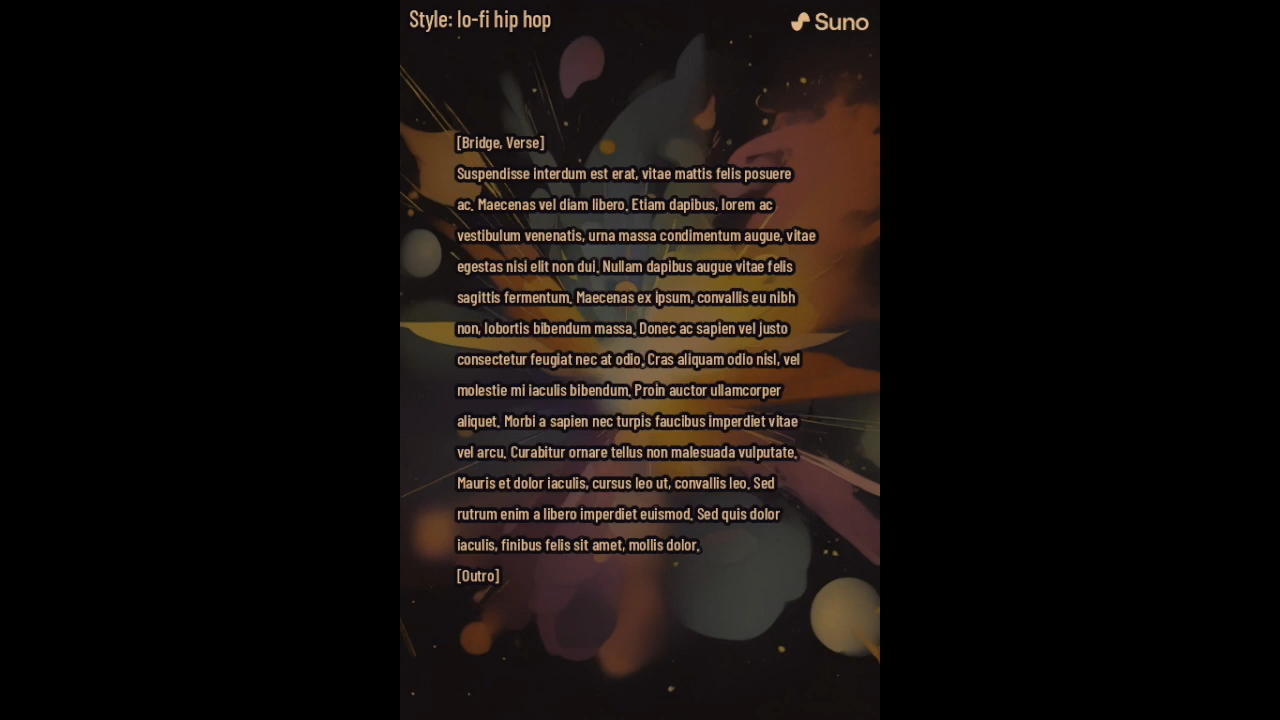 Style: lo-fi hip hop
Suno
[Bridge, Verse]
Suspendisse interdum est erat, vitae mattis felis posuere
ac. Maecenas vel diam libero. Etiam dapibus, lorem ac
vestibulum venenatis, urna massa condimentum augue, vitae
egestas nisi elit non dui. Nullam dapibus augue vitae felis
sagittis fermentum. Maecenas ex ipsum, convallis eu nibh
non, lobortis bibendum massa. Donec ac sapien vel justo
consectetur feugiat nec at odio. Cras aliquam odio nisl, vel
molestie mi iaculis bibendum. Proin auctor ullamcorper
aliquet. Morbi a sapien nec turpis faucibus imperdiet vitae
vel arcu. Curabitur ornare tellus non malesuada vulputate.
Mauris et dolor iaculis, cursus leo ut, convallis leo. Sed
rutrum enim a libero imperdiet euismod. Sed quis dolor
iaculis, finibus felis sit amet, mollis dolor.
[Outro]